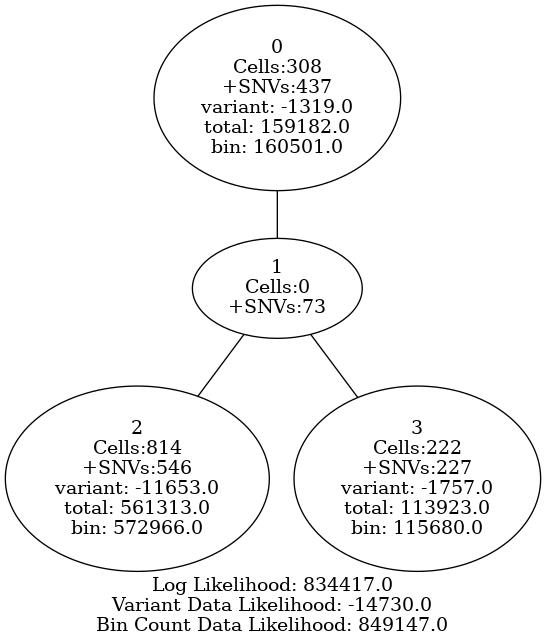 0
Cells:308
+SNVs:437
variant: -1319.0
total: 159182.0
bin: 160501.0
1
Cells:0
+SNVs:73
2
Cells:814
+SNVs:546
variant: -11653.0
total: 561313.0
bin: 572966.0
3
Cells:222
+SNVs:227
variant: -1757.0
total: 113923.0
bin: 115680.0
Log Likelihood: 834417.0
Variant Data Likelihood: -14730.0
Bin Count Data Likelihood: 849147.0